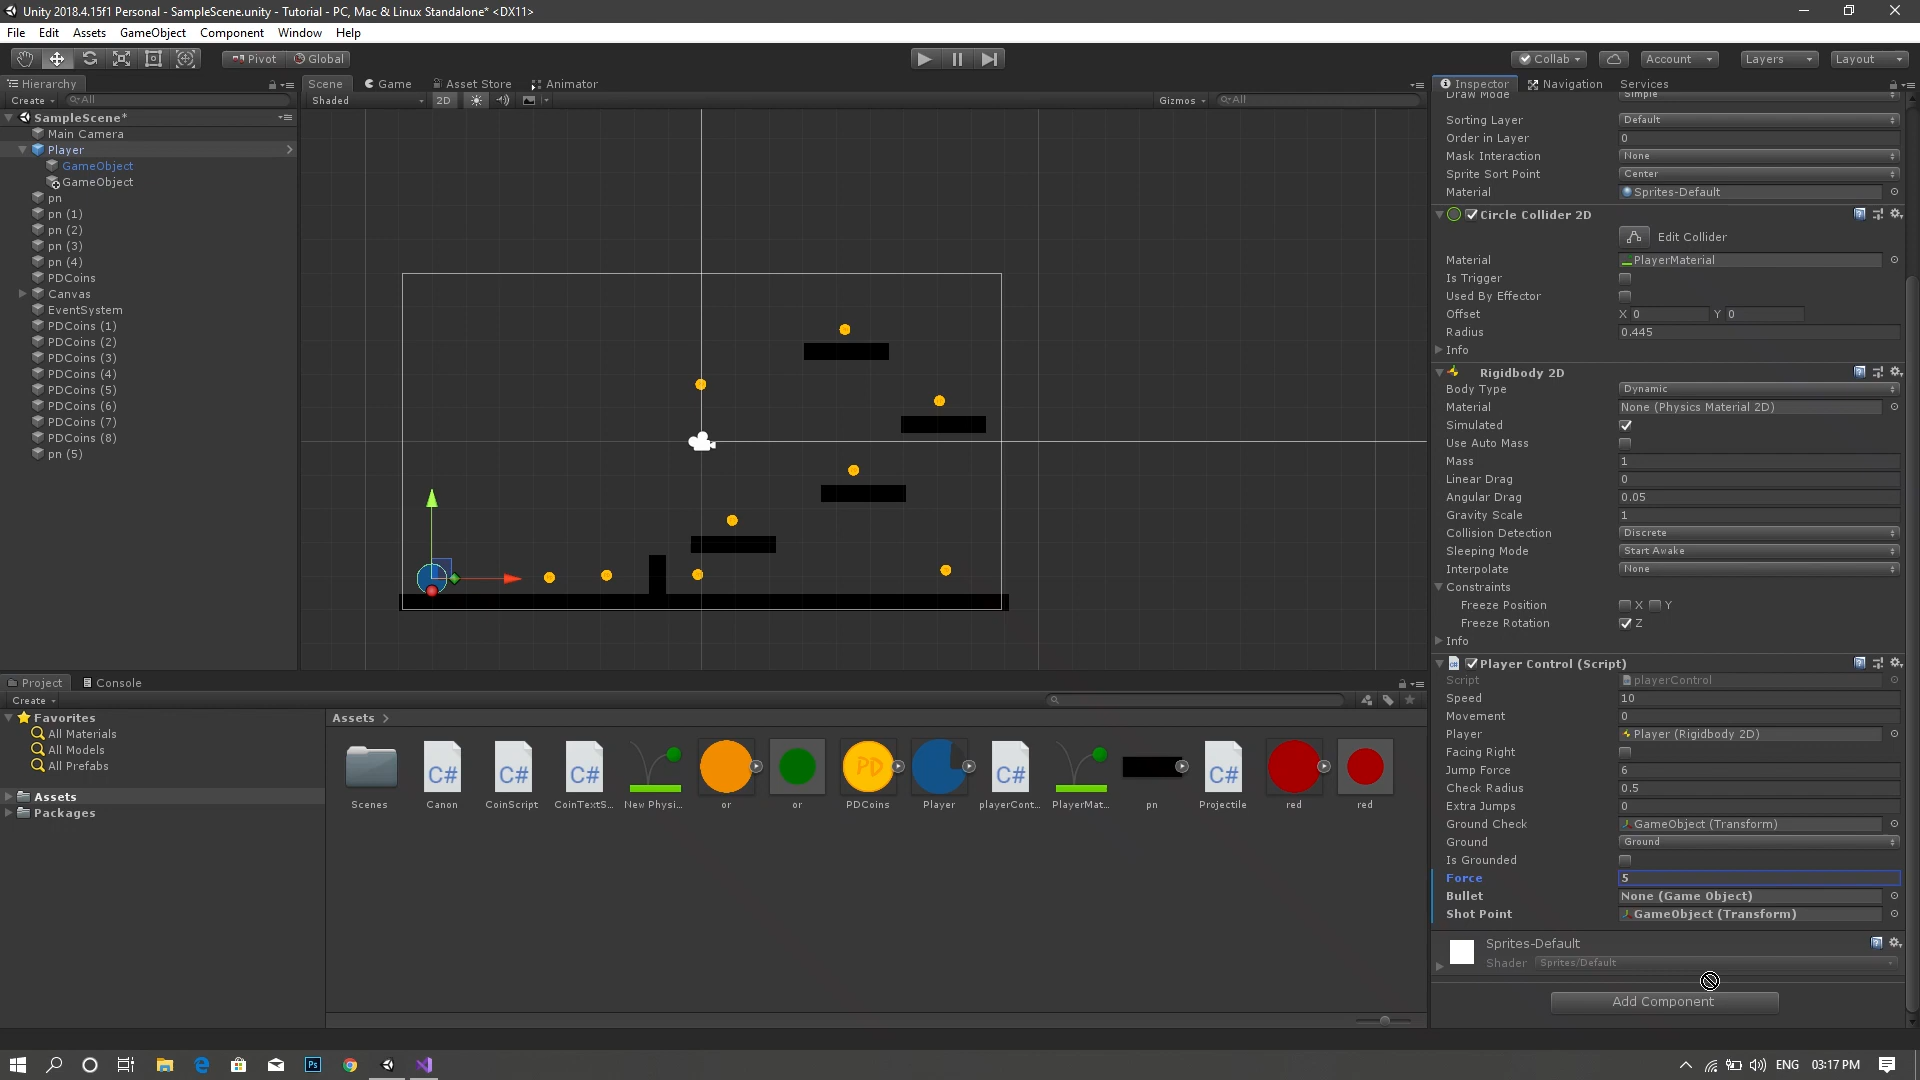 Unity 2018.4.15f1 Personal - SampleScene.unity - Tutorial - PC, Mac & Linux Standalone* <DX11>
File Edit Assets GameObject Component Window Help
Pivot Global Collab Account Layers Layout
Hierarchy Scene Game Asset Store Animator Inspector Navigation Services
Create All Shaded 2D Gizmos All
SampleScene*
Main Camera
Player
GameObject
GameObject
pn
pn (1)
pn (2)
pn (3)
pn (4)
PDCoins
Canvas
EventSystem
PDCoins (1)
PDCoins (2)
PDCoins (3)
PDCoins (4)
PDCoins (5)
PDCoins (6)
PDCoins (7)
PDCoins (8)
pn (5)
Draw Mode Simple
Sorting Layer Default
Order in Layer 0
Mask Interaction None
Sprite Sort Point Center
Material Sprites-Default
Circle Collider 2D
Edit Collider
Material PlayerMaterial
Is Trigger
Used By Effector
Offset X 0 Y 0
Radius 0.445
Info
Rigidbody 2D
Body Type Dynamic
Material None (Physics Material 2D)
Simulated
Use Auto Mass
Mass 1
Linear Drag 0
Angular Drag 0.05
Gravity Scale 1
Collision Detection Discrete
Sleeping Mode Start Awake
Interpolate None
Constraints
Freeze Position X Y
Freeze Rotation Z
Info
Player Control (Script)
Script playerControl
Speed 10
Movement 0
Player Player (Rigidbody 2D)
Facing Right
Jump Force 6
Check Radius 0.5
Extra Jumps 0
Ground Check GameObject (Transform)
Ground Ground
Is Grounded
Force 5
Bullet None (Game Object)
Shot Point GameObject (Transform)
Sprites-Default
Shader Sprites/Default
Add Component
Project Console
Create
Favorites
All Materials
All Models
All Prefabs
Assets
Packages
Assets
C# C# C# PD C# C#
Scenes Canon CoinScript CoinTextS... New Physi... or or PDCoins Player playerCont... PlayerMat... pn Projectile red red
Ps ENG 03:17 PM